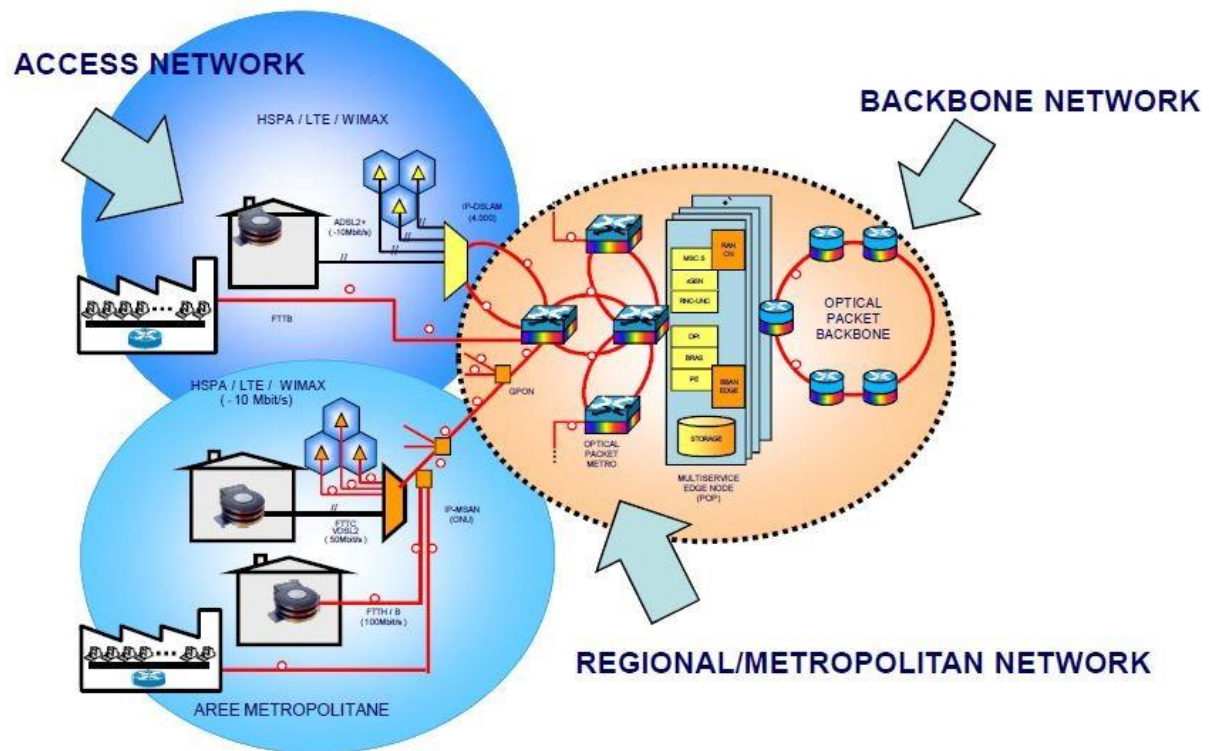 ACCESS NETWORK
HSPA / LTE / WIMAX
BACKBONE NETWORK
ADSL2+
( -10Mbit/s)
IP-DSLAM
(4.000)
FTTB
MSC.S
RAN
CN
xGSN
RNC-UNC
DPI
BRAS
PE
BBAN
EDGE
STORAGE
MULTISERVICE
EDGE NODE
(POP)
OPTICAL
PACKET
BACKBONE
GPON
OPTICAL
PACKET
METRO
HSPA / LTE / WIMAX
( - 10 Mbit/s)
FTTC
VDSL2
( 50Mbit/s )
IP-MSAN
(ONU)
FTTH / B
( 100Mbit/s )
REGIONAL/METROPOLITAN NETWORK
AREE METROPOLITANE